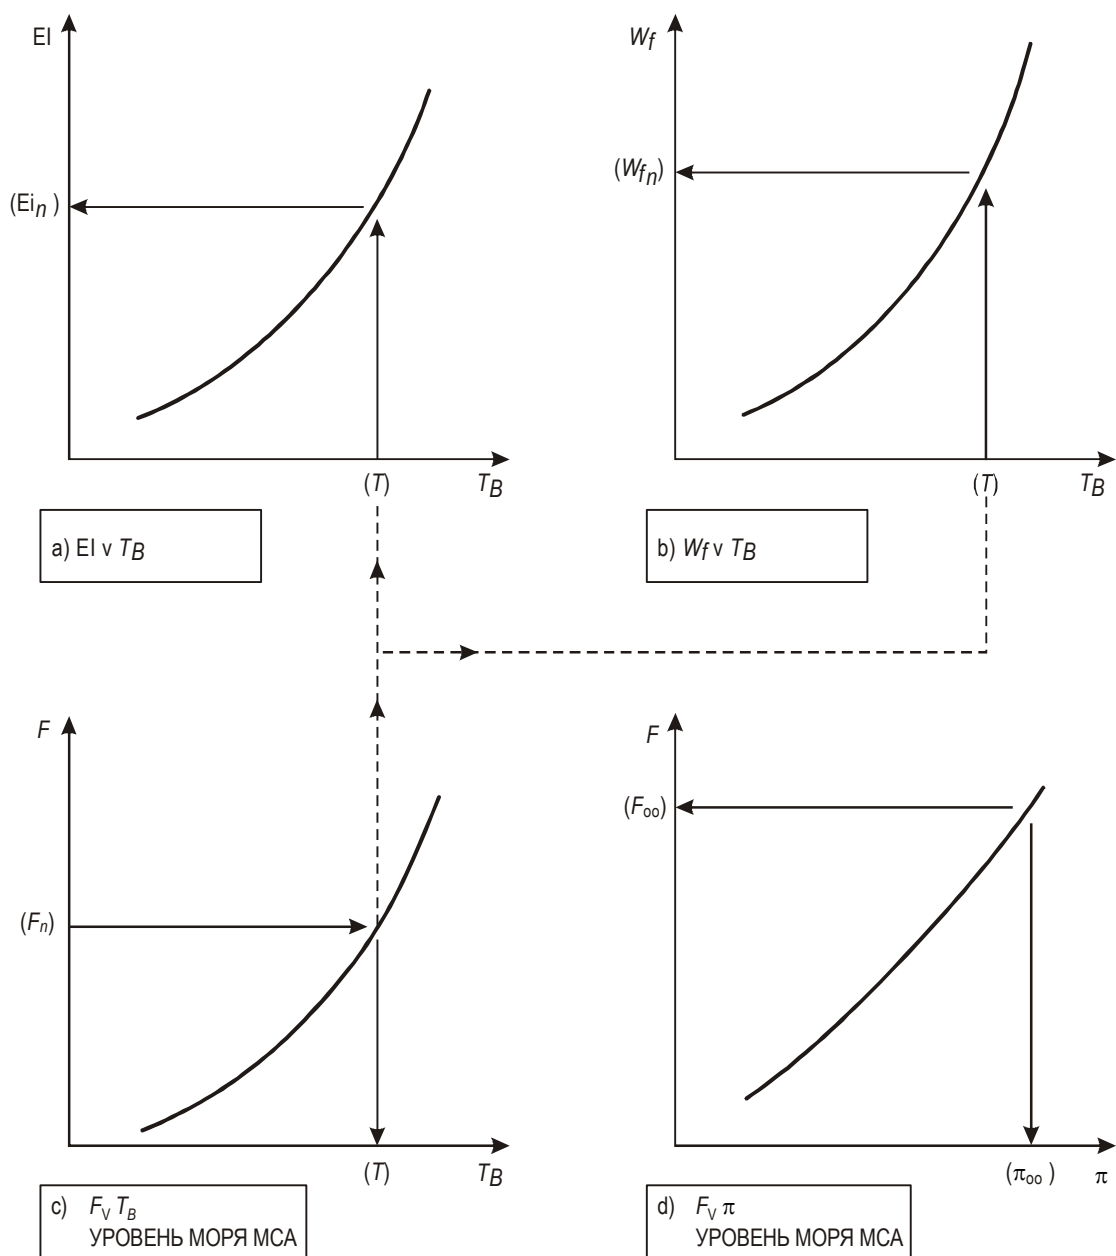 EI
(Ei_n)
(T)
T_B
a) EI v T_B
W_f
(W_fn)
(T)
T_B
b) W_f v T_B
F
(F_n)
(T)
T_B
c) F_v T_B
УРОВЕНЬ МОРЯ МСА
F
(F_oo)
(π_oo)
π
d) F_v π
УРОВЕНЬ МОРЯ МСА